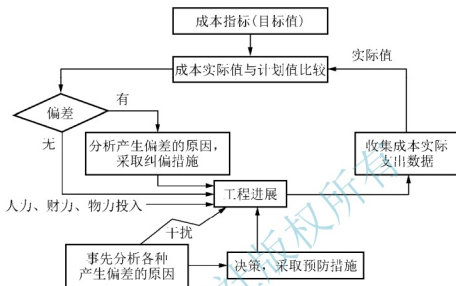 成本指标(目标值)
实际值
成本实际值与计划值比较
偏差
有
无
分析产生偏差的原因，
采取纠偏措施
收集成本实际
支出数据
工程进展
人力、财力、物力投入
干扰
事先分析各种
产生偏差的原因
决策，采取预防措施
版权所有